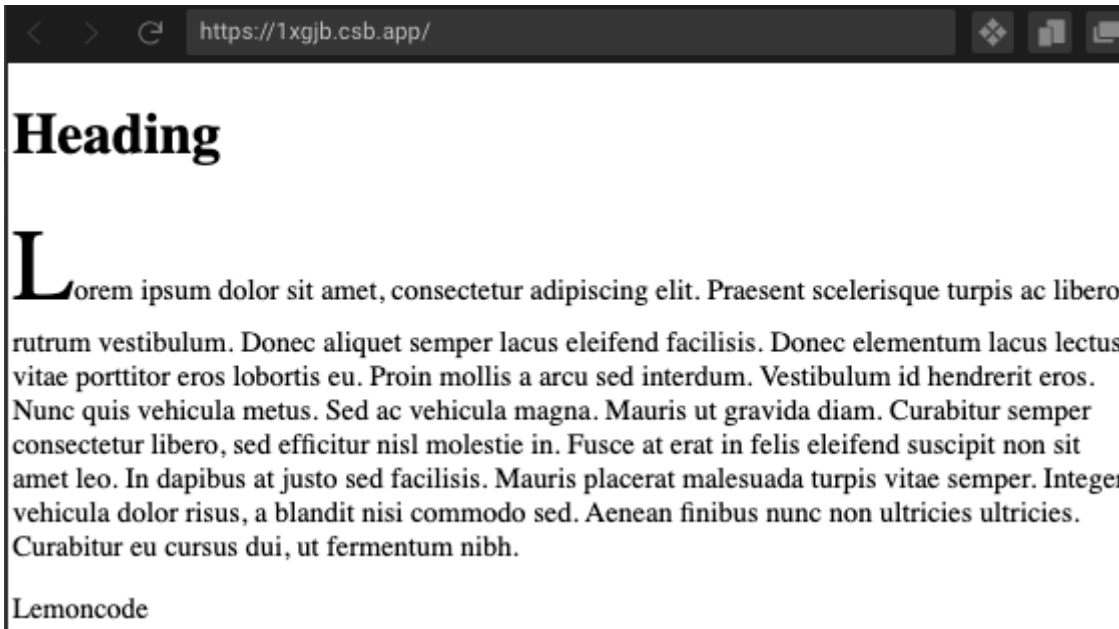 https://1xgjb.csb.app/
Heading
Lorem ipsum dolor sit amet, consectetur adipiscing elit. Praesent scelerisque turpis ac libero
rutrum vestibulum. Donec aliquet semper lacus eleifend facilisis. Donec elementum lacus lectus
vitae porttitor eros lobortis eu. Proin mollis a arcu sed interdum. Vestibulum id hendrerit eros.
Nunc quis vehicula metus. Sed ac vehicula magna. Mauris ut gravida diam. Curabitur semper
consectetur libero, sed efficitur nisl molestie in. Fusce at erat in felis eleifend suscipit non sit
amet leo. In dapibus at justo sed facilisis. Mauris placerat malesuada turpis vitae semper. Integer
vehicula dolor risus, a blandit nisi commodo sed. Aenean finibus nunc non ultricies ultricies.
Curabitur eu cursus dui, ut fermentum nibh.
Lemoncode